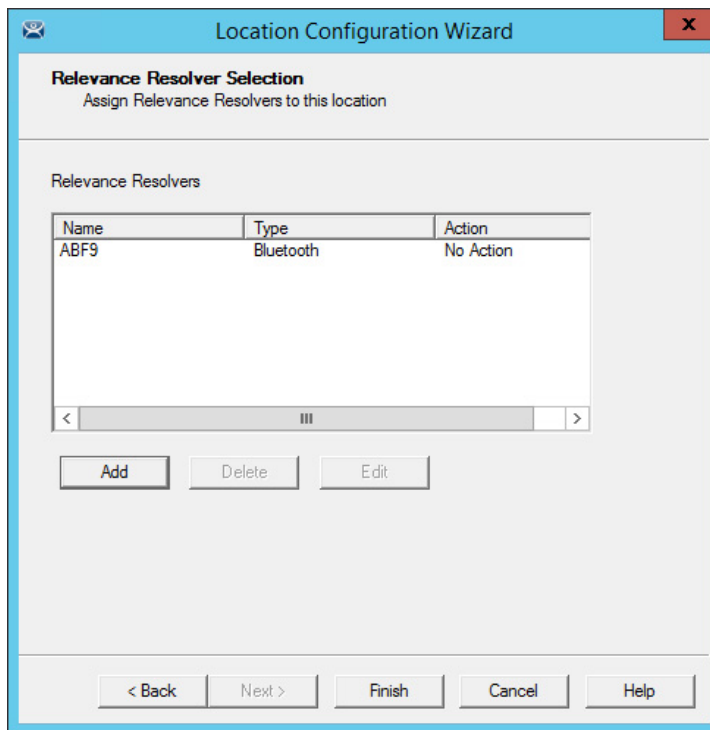 Location Configuration Wizard
x
Relevance Resolver Selection
Assign Relevance Resolvers to this location
Relevance Resolvers
Name Type Action
ABF9 Bluetooth No Action
Add Delete Edit
< Back Next > Finish Cancel Help